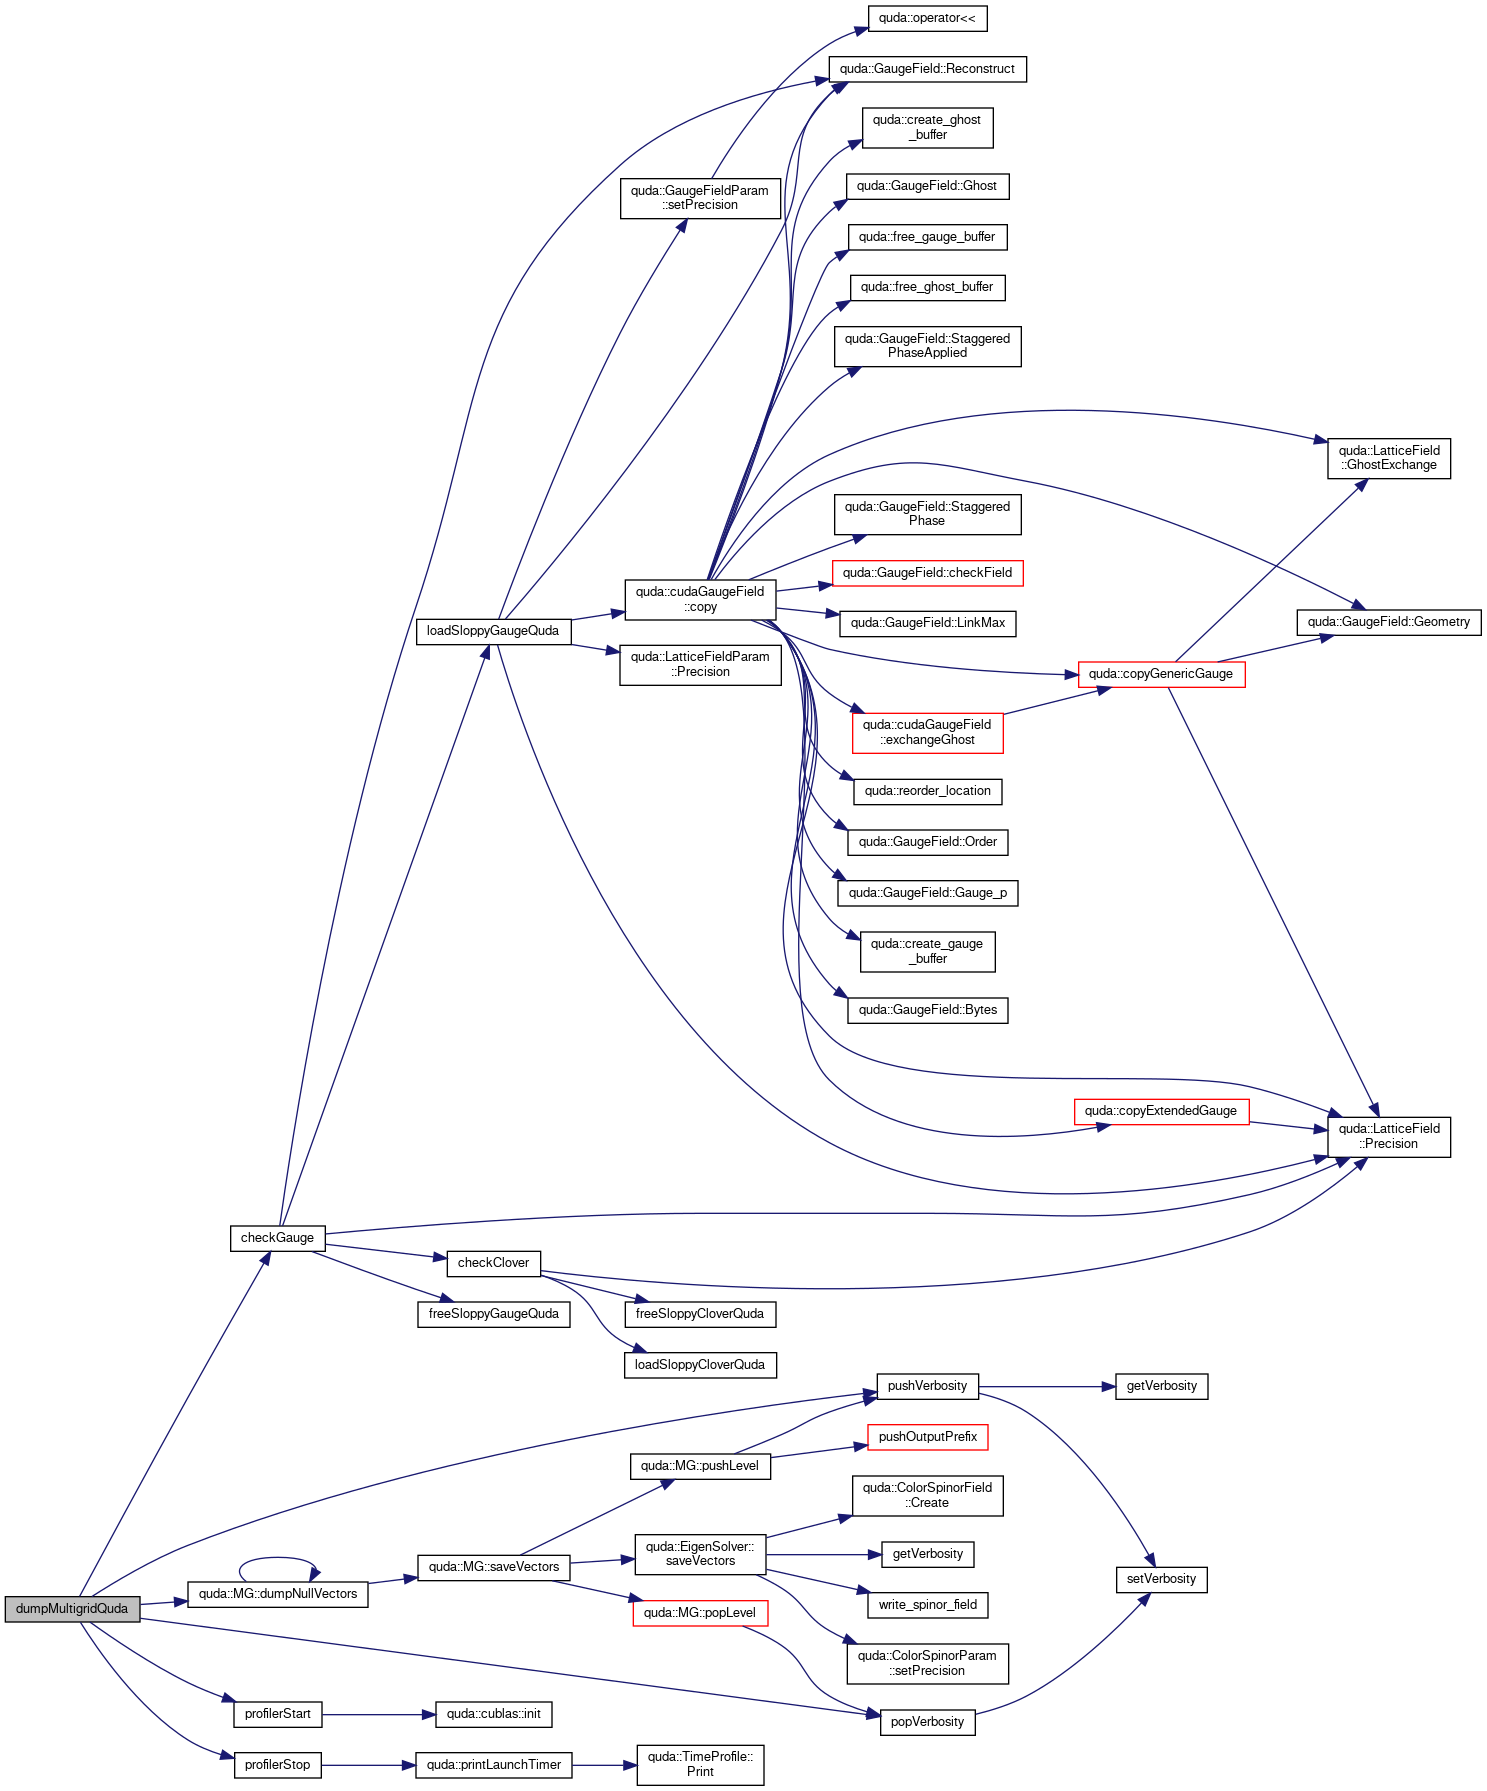 quda::operator<<
quda::GaugeField::Reconstruct
quda::create_ghost
_buffer
quda::GaugeFieldParam
::setPrecision
quda::GaugeField::Ghost
quda::free_gauge_buffer
quda::free_ghost_buffer
quda::GaugeField::Staggered
PhaseApplied
quda::LatticeField
::GhostExchange
quda::GaugeField::Staggered
Phase
quda::GaugeField::checkField
quda::cudaGaugeField
::copy
quda::GaugeField::LinkMax
quda::GaugeField::Geometry
loadSloppyGaugeQuda
quda::LatticeFieldParam
::Precision
quda::copyGenericGauge
quda::cudaGaugeField
::exchangeGhost
quda::reorder_location
quda::GaugeField::Order
quda::GaugeField::Gauge_p
quda::create_gauge
_buffer
quda::GaugeField::Bytes
quda::copyExtendedGauge
quda::LatticeField
::Precision
checkGauge
checkClover
freeSloppyGaugeQuda
freeSloppyCloverQuda
loadSloppyCloverQuda
pushVerbosity
getVerbosity
pushOutputPrefix
quda::MG::pushLevel
quda::ColorSpinorField
::Create
quda::EigenSolver::
saveVectors
getVerbosity
quda::MG::saveVectors
setVerbosity
quda::MG::dumpNullVectors
write_spinor_field
dumpMultigridQuda
quda::MG::popLevel
quda::ColorSpinorParam
::setPrecision
profilerStart
quda::cublas::init
popVerbosity
profilerStop
quda::printLaunchTimer
quda::TimeProfile::
Print